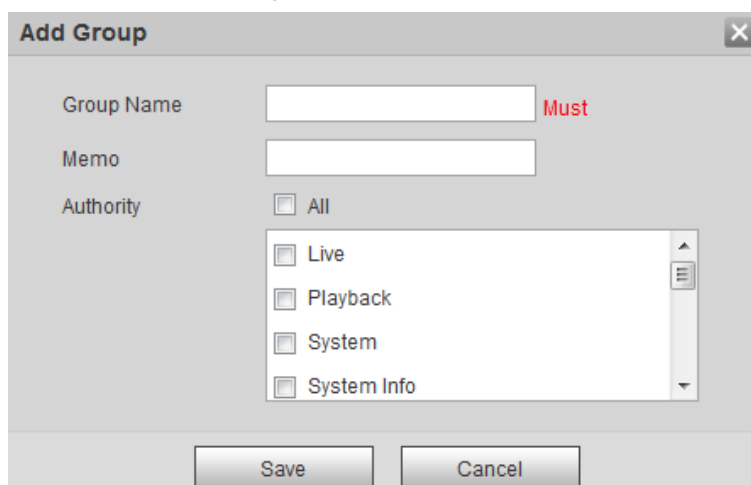 Add Group
Group Name Must
Memo
Authority All
Live
Playback
System
System Info
Save Cancel